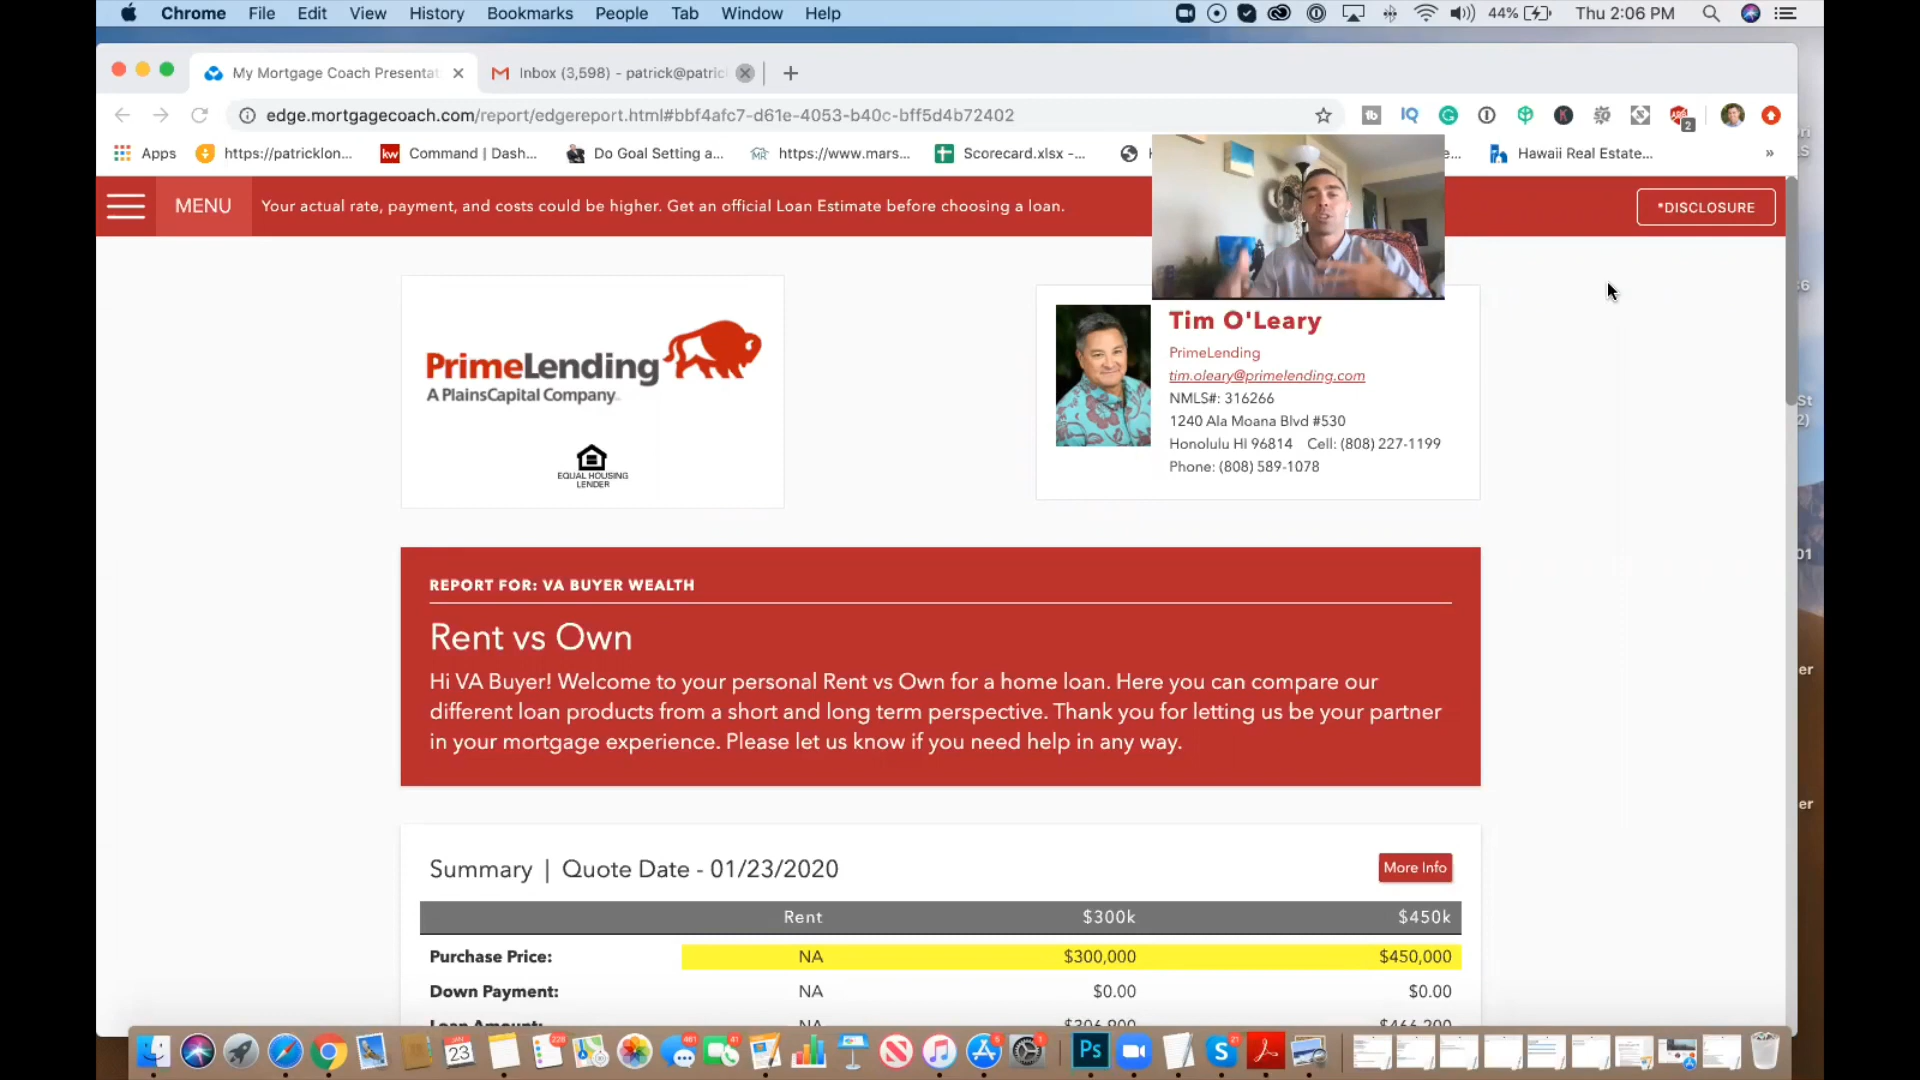 Chrome File Edit View History Bookmarks People Tab Window Help 44% Thu 2:06 PM
My Mortgage Coach Presentat Inbox (3,598) - patrick@patric
edge.mortgagecoach.com/report/edgereport.html#bbf4afc7-d61e-4053-b40c-bff5d4b72402
Apps https://patricklon... kw Command | Dash... Do Goal Setting a... https://www.mars... Scorecard.xlsx -... Hawaii Real Estate... »
MENU Your actual rate, payment, and costs could be higher. Get an official Loan Estimate before choosing a loan. *DISCLOSURE
PrimeLending
A PlainsCapital Company
EQUAL HOUSING
LENDER
Tim O'Leary
PrimeLending
tim.oleary@primelending.com
NMLS#: 316266
1240 Ala Moana Blvd #530
Honolulu HI 96814 Cell: (808) 227-1199
Phone: (808) 589-1078
REPORT FOR: VA BUYER WEALTH
Rent vs Own
Hi VA Buyer! Welcome to your personal Rent vs Own for a home loan. Here you can compare our
different loan products from a short and long term perspective. Thank you for letting us be your partner
in your mortgage experience. Please let us know if you need help in any way.
Summary | Quote Date - 01/23/2020 More Info
Rent $300k $450k
Purchase Price: NA $300,000 $450,000
Down Payment: NA $0.00 $0.00
Loan Amount: NA
JAN 23 Ps